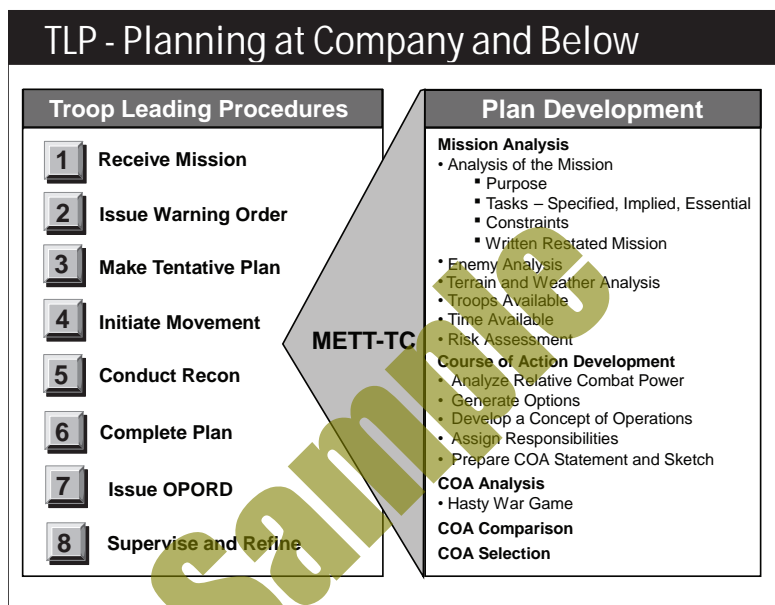 TLP - Planning at Company and Below
Troop Leading Procedures
1 Receive Mission
2 Issue Warning Order
3 Make Tentative Plan
4 Initiate Movement
5 Conduct Recon
6 Complete Plan
7 Issue OPORD
8 Supervise and Refine
METT-TC
Plan Development
Mission Analysis
• Analysis of the Mission
▪ Purpose
▪ Tasks – Specified, Implied, Essential
▪ Constraints
▪ Written Restated Mission
• Enemy Analysis
• Terrain and Weather Analysis
• Troops Available
• Time Available
• Risk Assessment
Course of Action Development
• Analyze Relative Combat Power
• Generate Options
• Develop a Concept of Operations
• Assign Responsibilities
• Prepare COA Statement and Sketch
COA Analysis
• Hasty War Game
COA Comparison
COA Selection
Sample